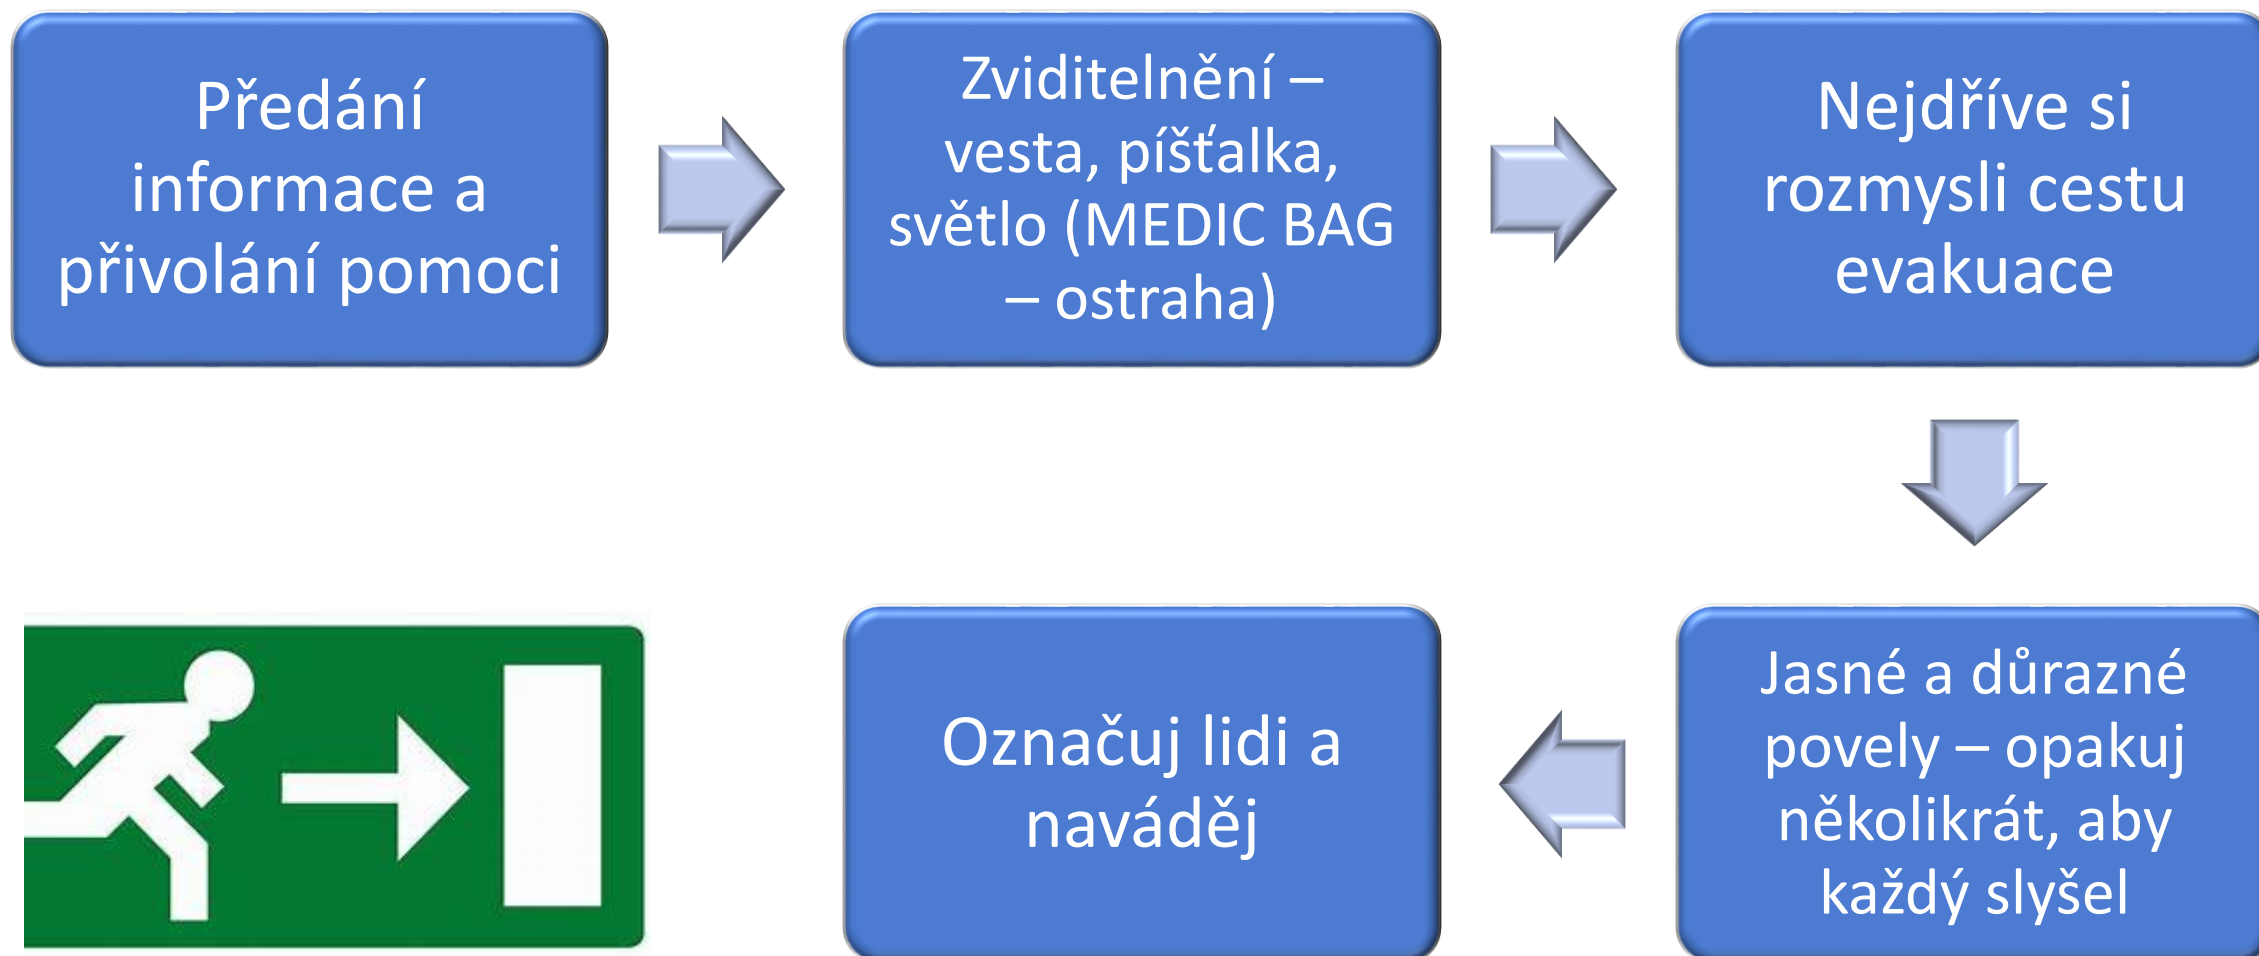 Předání
informace a
přivolání pomoci
Zviditelnění –
vesta, píšťalka,
světlo (MEDIC BAG
– ostraha)
Nejdříve si
rozmysli cestu
evakuace
Jasné a důrazné
povely – opakuj
několikrát, aby
každý slyšel
Označuj lidi a
naváděj